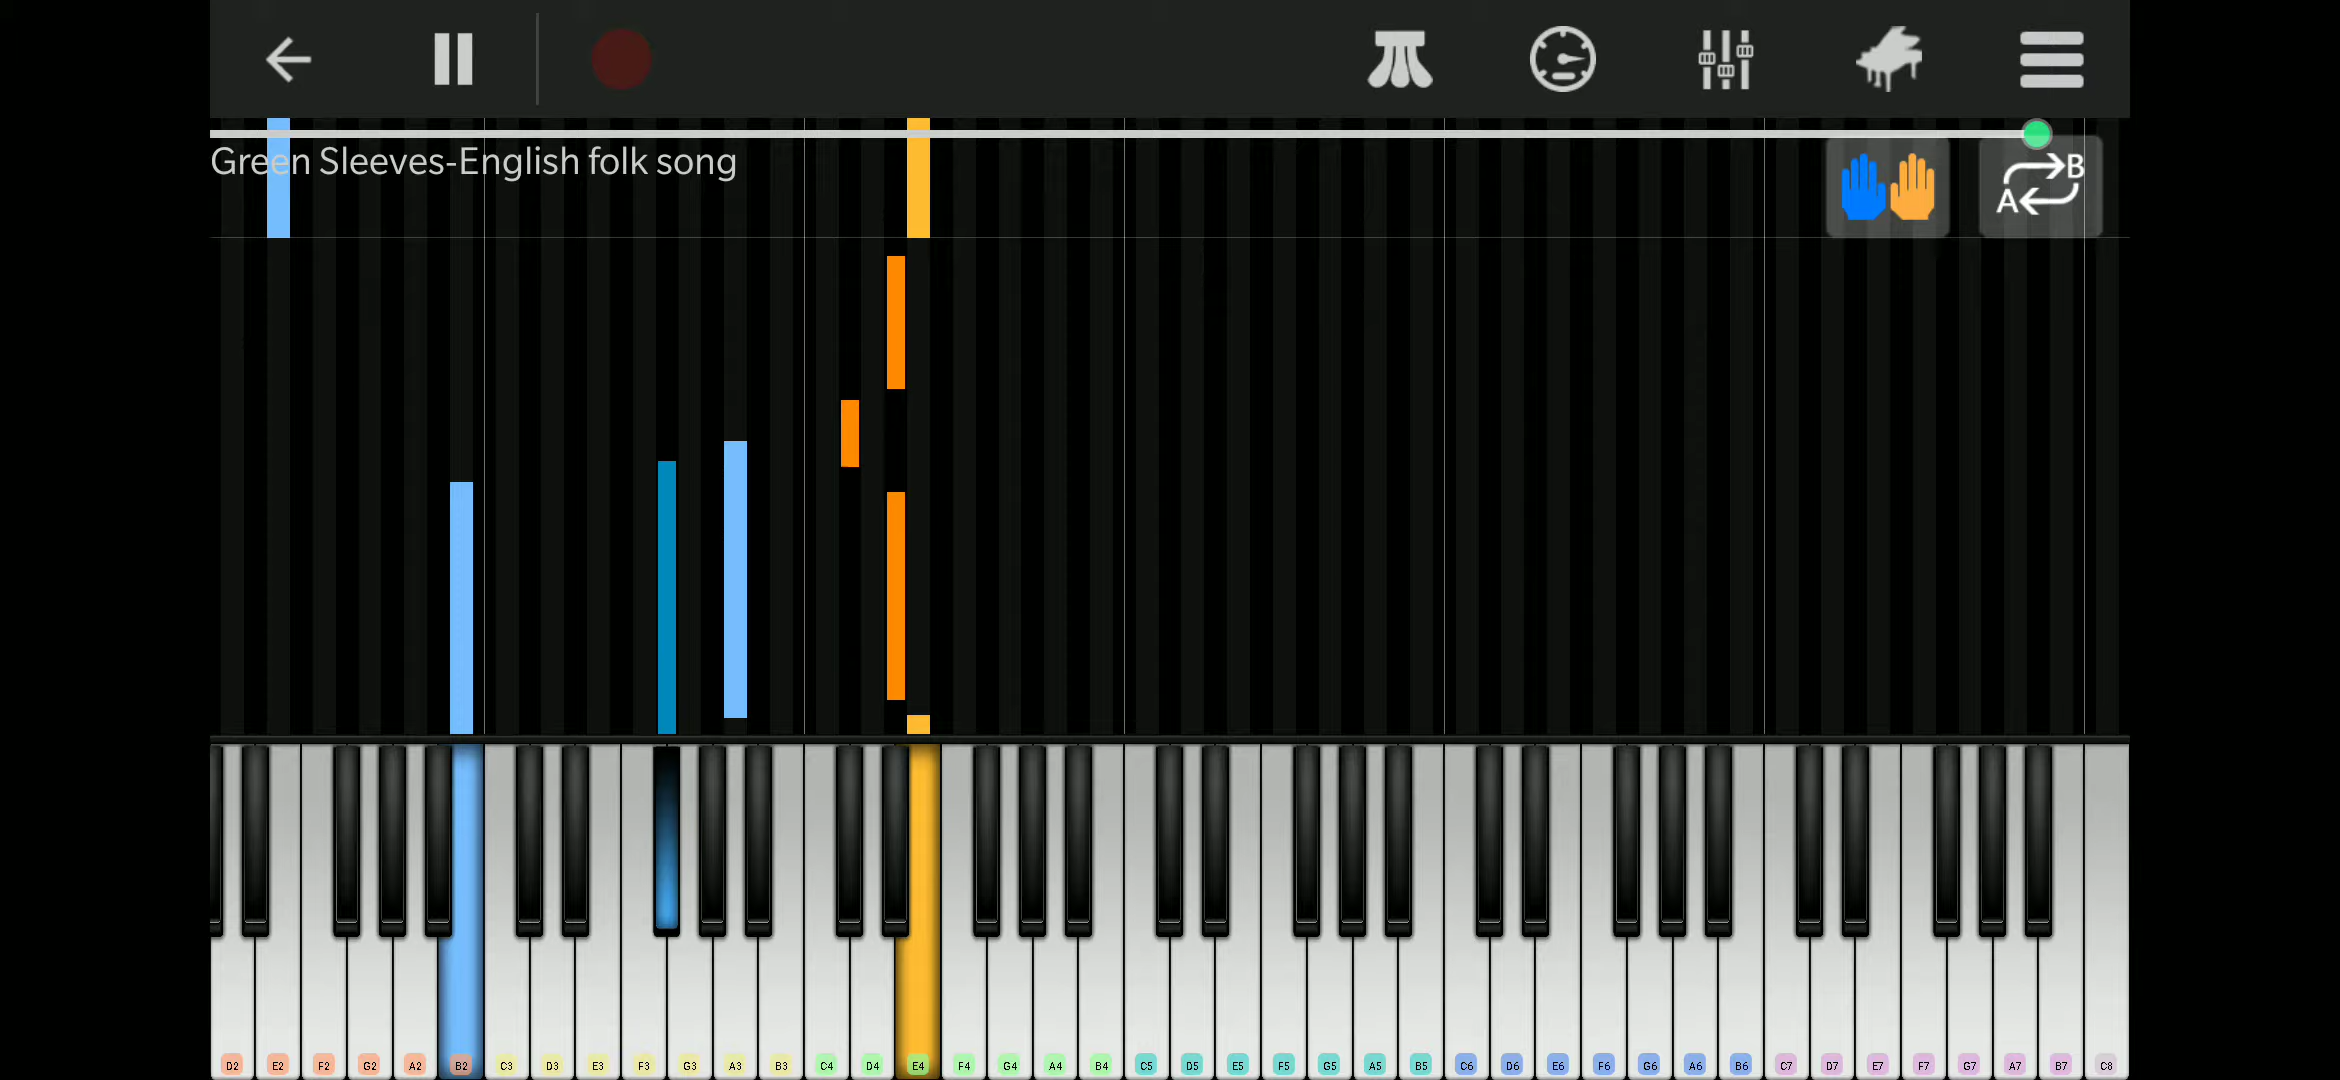 Green Sleeves-English folk song
B
A
D2 E2 F2 G2 A2 B2 C3 D3 E3 F3 G3 A3 B3 C4 D4 E4 F4 G4 A4 B4 C5 D5 E5 F5 G5 A5 B5 C6 D6 E6 F6 G6 A6 B6 C7 D7 E7 F7 G7 A7 B7 C8